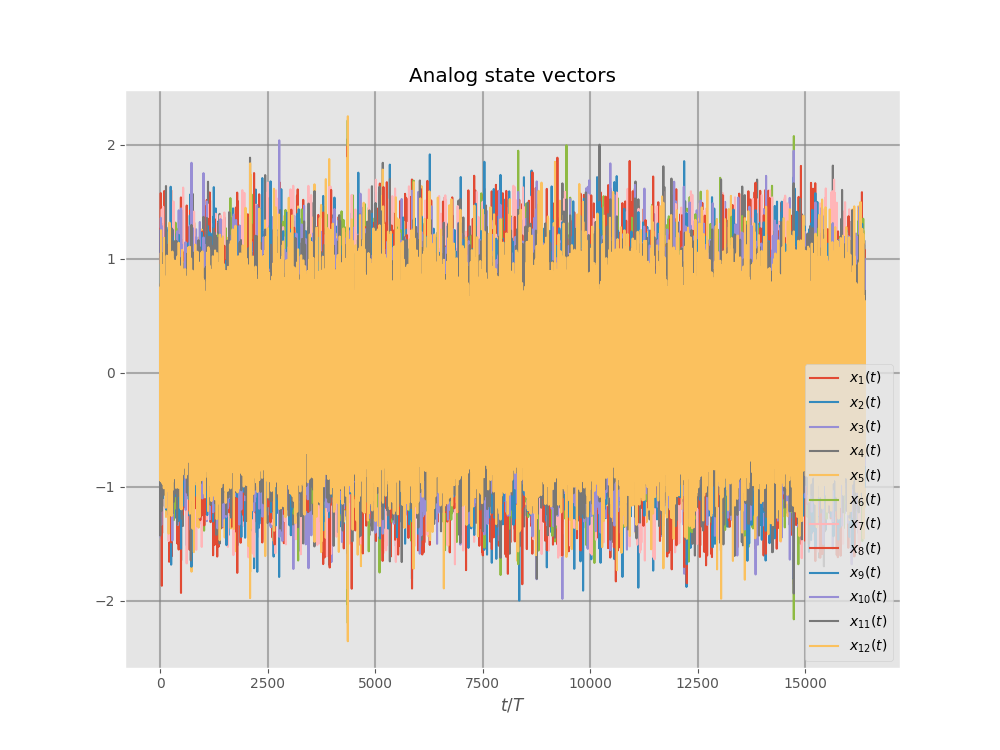 Analog state vectors
2
1
0
−1
−2
0 2500 5000 7500 10000 12500 15000
t/T
x₁(t)
x₂(t)
x₃(t)
x₄(t)
x₅(t)
x₆(t)
x₇(t)
x₈(t)
x₉(t)
x₁₀(t)
x₁₁(t)
x₁₂(t)